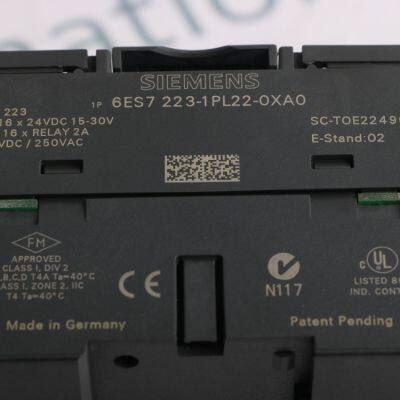 SIEMENS
1P 6ES7 223-1PL22-0XA0
223
16 x 24VDC 15-30V
16 x RELAY 2A
VDC / 250VAC
SC-TOE2249
E-Stand: 02
FM
APPROVED
CLASS I, DIV 2
,B,C,D T4A Ta=40°C
CLASS I, ZONE 2, IIC
T4 Ta=40°C
CE
N117
UL
LISTED
IND. CONT
Made in Germany
Patent Pending